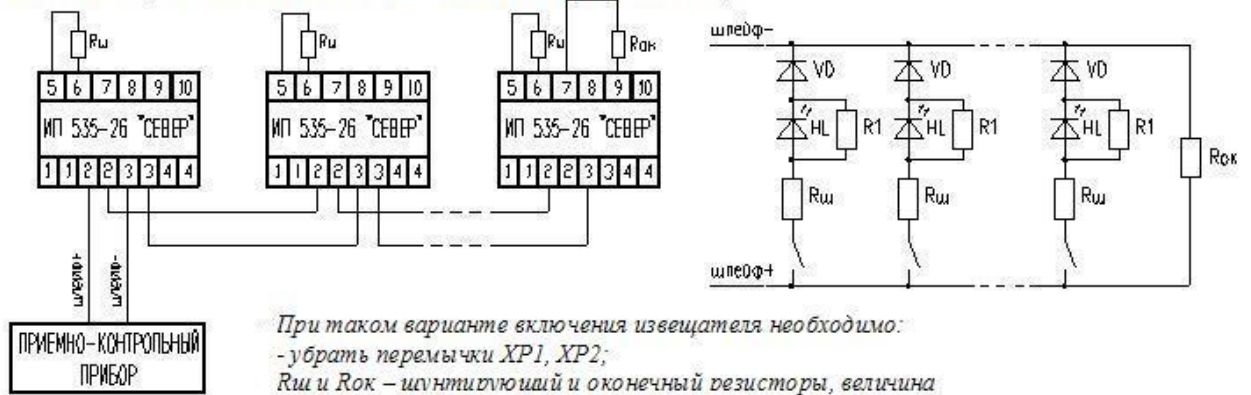 Rш
Rш
Rш
Rок
5 6 7 8 9 10
5 6 7 8 9 10
5 6 7 8 9 10
ИП 535-26 "СЕВЕР"
ИП 535-26 "СЕВЕР"
ИП 535-26 "СЕВЕР"
1 1 2 2 3 3 4 4
1 1 2 2 3 3 4 4
1 1 2 2 3 3 4 4
шлейф+
шлейф-
ПРИЕМНО-КОНТРОЛЬНЫЙ
ПРИБОР
шлейф-
VD
VD
VD
HL
R1
HL
R1
HL
R1
Rок
Rш
Rш
Rш
шлейф+
При таком варианте включения извещателя необходимо:
- убрать перемычки ХР1, ХР2;
Rш и Rок – шунтирующий и оконечный резисторы, величина